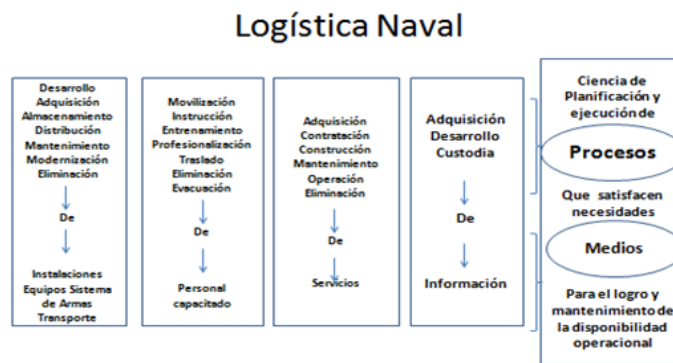 Logística Naval
Desarrollo
Adquisición
Almacenamiento
Distribución
Mantenimiento
Modernización
Eliminación
De
Instalaciones
Equipos Sistema
de Armas
Transporte
Movilización
Instrucción
Entrenamiento
Profesionalización
Traslado
Eliminación
Evacuación
De
Personal
capacitado
Adquisición
Contratación
Construcción
Mantenimiento
Operación
Eliminación
De
Servicios
Adquisición
Desarrollo
Custodia
De
Información
Ciencia de
Planificación y
ejecución de
Procesos
Que satisfacen
necesidades
Medios
Para el logro y
mantenimiento de
la disponibilidad
operacional